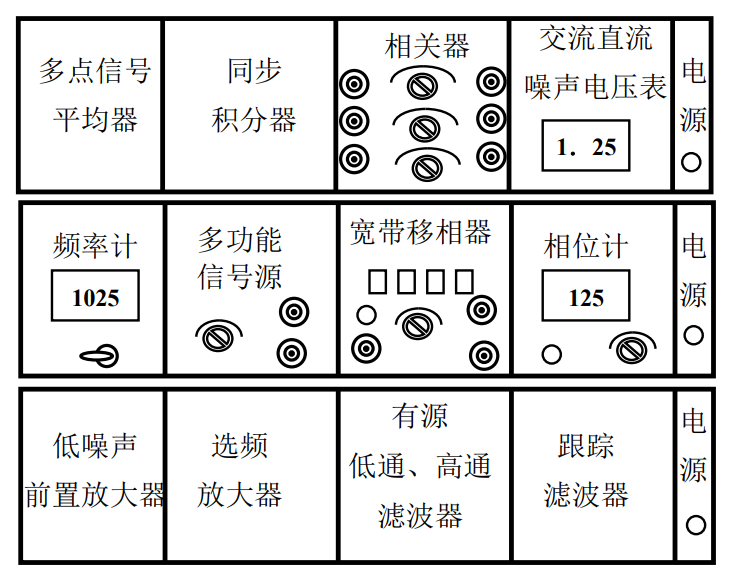 多点信号
平均器
同步
积分器
相关器
交流直流
噪声电压表
1．25
电
源
频率计
1025
多功能
信号源
宽带移相器
相位计
125
电
源
低噪声
前置放大器
选频
放大器
有源
低通、高通
滤波器
跟踪
滤波器
电
源